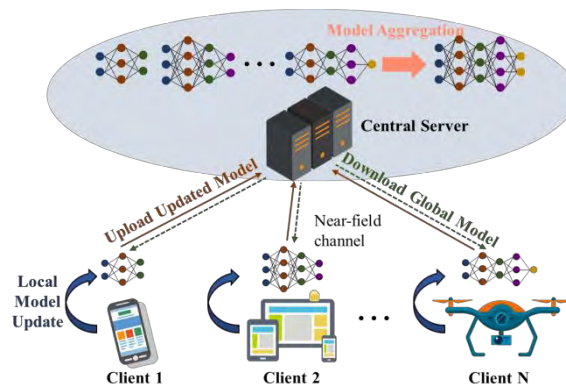 Model Aggregation
Central Server
Upload Updated Model
Download Global Model
Near-field
channel
Local
Model
Update
Client 1
Client 2
Client N